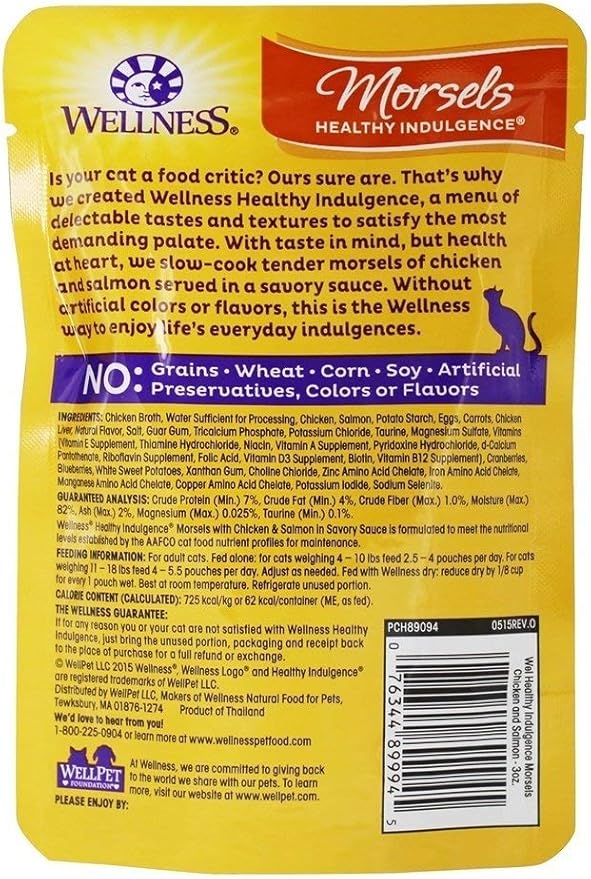 WELLNESS®
Morsels
HEALTHY INDULGENCE®
Is your cat a food critic? Ours sure are. That's why
we created Wellness Healthy Indulgence, a menu of
delectable tastes and textures to satisfy the most
demanding palate. With taste in mind, but health
at heart, we slow-cook tender morsels of chicken
and salmon served in a savory sauce. Without
artificial colors or flavors, this is the Wellness
way to enjoy life's everyday indulgences.
NO: Grains • Wheat • Corn • Soy • Artificial
Preservatives, Colors or Flavors
INGREDIENTS: Chicken Broth, Water Sufficient for Processing, Chicken, Salmon, Potato Starch, Eggs, Carrots, Chicken
Liver, Natural Flavor, Salt, Guar Gum, Tricalcium Phosphate, Potassium Chloride, Taurine, Magnesium Sulfate, Vitamins
[Vitamin E Supplement, Thiamine Hydrochloride, Niacin, Vitamin A Supplement, Pyridoxine Hydrochloride, d-Calcium
Pantothenate, Riboflavin Supplement, Folic Acid, Vitamin D3 Supplement, Biotin, Vitamin B12 Supplement], Cranberries,
Blueberries, White Sweet Potatoes, Xanthan Gum, Choline Chloride, Zinc Amino Acid Chelate, Iron Amino Acid Chelate,
Manganese Amino Acid Chelate, Copper Amino Acid Chelate, Potassium Iodide, Sodium Selenite.
GUARANTEED ANALYSIS: Crude Protein (Min.) 7%, Crude Fat (Min.) 4%, Crude Fiber (Max.) 1.0%, Moisture (Max.)
82%, Ash (Max.) 2%, Magnesium (Max.) 0.025%, Taurine (Min.) 0.1%.
Wellness® Healthy Indulgence® Morsels with Chicken & Salmon in Savory Sauce is formulated to meet the nutritional
levels established by the AAFCO cat food nutrient profiles for maintenance.
FEEDING INFORMATION: For adult cats. Fed alone: for cats weighing 4 – 10 lbs feed 2.5 – 4 pouches per day. For cats
weighing 11 – 18 lbs feed 4 – 5.5 pouches per day. Adjust as needed. Fed with Wellness dry: reduce dry by 1/8 cup
for every 1 pouch wet. Best at room temperature. Refrigerate unused portion.
CALORIE CONTENT (CALCULATED): 725 kcal/kg or 62 kcal/container (ME, as fed).
THE WELLNESS GUARANTEE:
If for any reason you or your cat are not satisfied with Wellness Healthy
Indulgence, just bring the unused portion, packaging and receipt back
to the place of purchase for a full refund or exchange.
© WellPet LLC 2015 Wellness®, Wellness Logo® and Healthy Indulgence®
are registered trademarks of WellPet LLC.
Distributed by WellPet LLC, Makers of Wellness Natural Food for Pets,
Tewksbury, MA 01876-1274 Product of Thailand
We'd love to hear from you!
1-800-225-0904 or learn more at www.wellnesspetfood.com.
WELLPET
FOUNDATION™
At Wellness, we are committed to giving back
to the world we share with our pets. To learn
more, visit our website at www.wellpet.com.
PLEASE ENJOY BY:
PCH89094 0515REV.0
0 76344 89994 5
Wel Healthy Indulgence Morsels
Chicken and Salmon - 3oz.